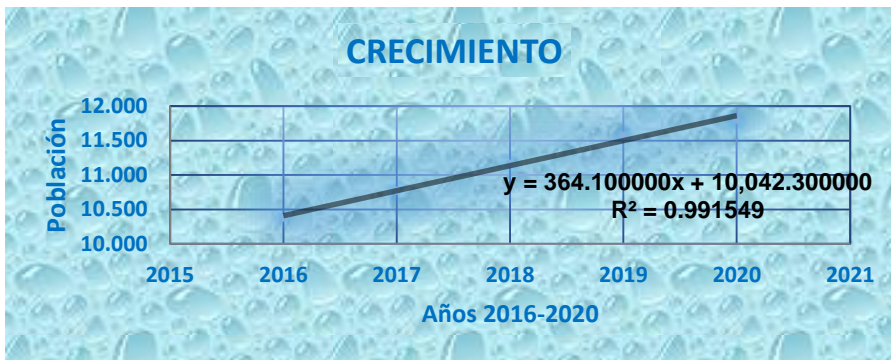 CRECIMIENTO
12.000
11.500
11.000
10.500
10.000
Población
y = 364.100000x + 10,042.300000
R² = 0.991549
2015 2016 2017 2018 2019 2020 2021
Años 2016-2020